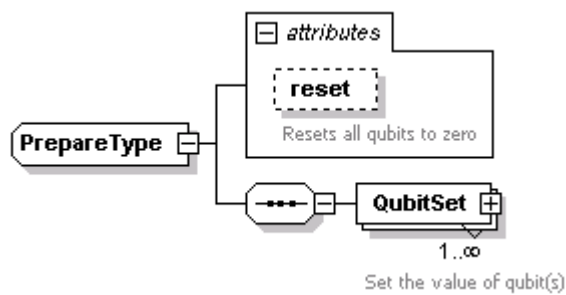 attributes
reset
Resets all qubits to zero
PrepareType
QubitSet
1..∞
Set the value of qubit(s)